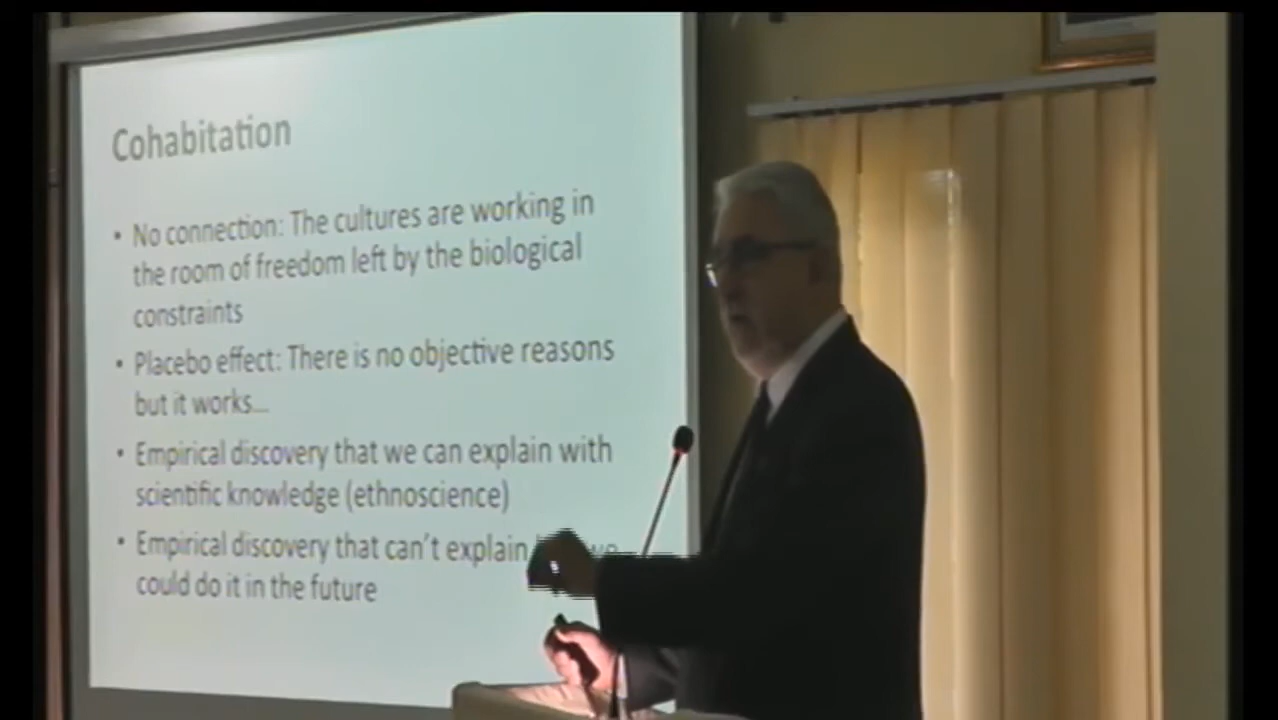 Cohabitation
• No connection: The cultures are working in
the room of freedom left by the biological
constraints
• Placebo effect: There is no objective reasons
but it works...
• Empirical discovery that we can explain with
scientific knowledge (ethnoscience)
• Empirical discovery that can't explain we
could do it in the future